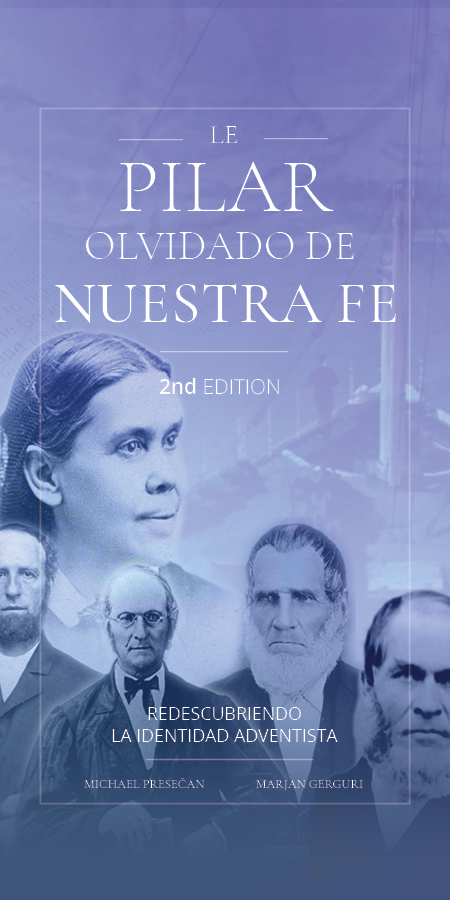 LE
PILAR
OLVIDADO DE
NUESTRA FE
2nd EDITION
REDESCUBRIENDO
LA IDENTIDAD ADVENTISTA
MICHAEL PRESEČAN MARJAN GERGURI